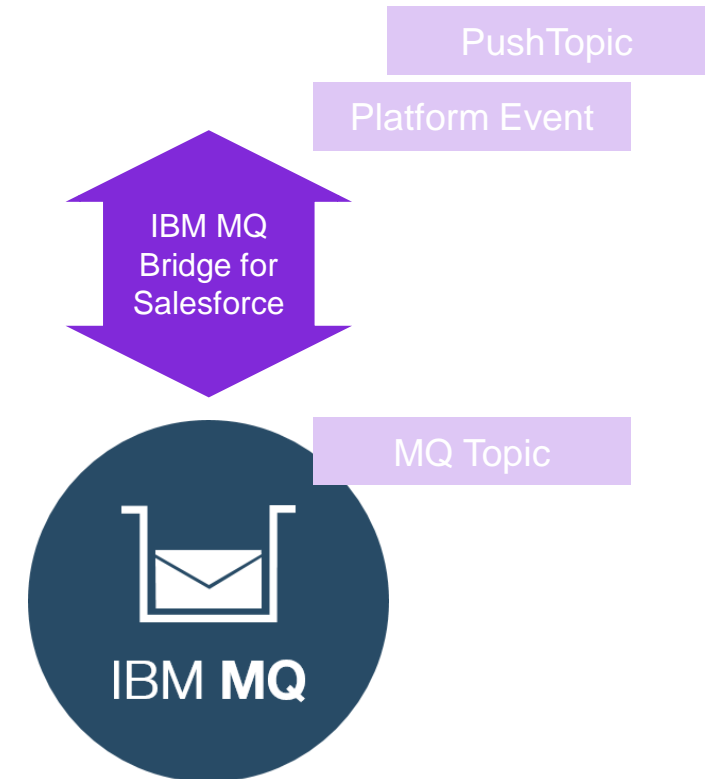 PushTopic
Platform Event
IBM MQ
Bridge for
Salesforce
MQ Topic
IBM MQ